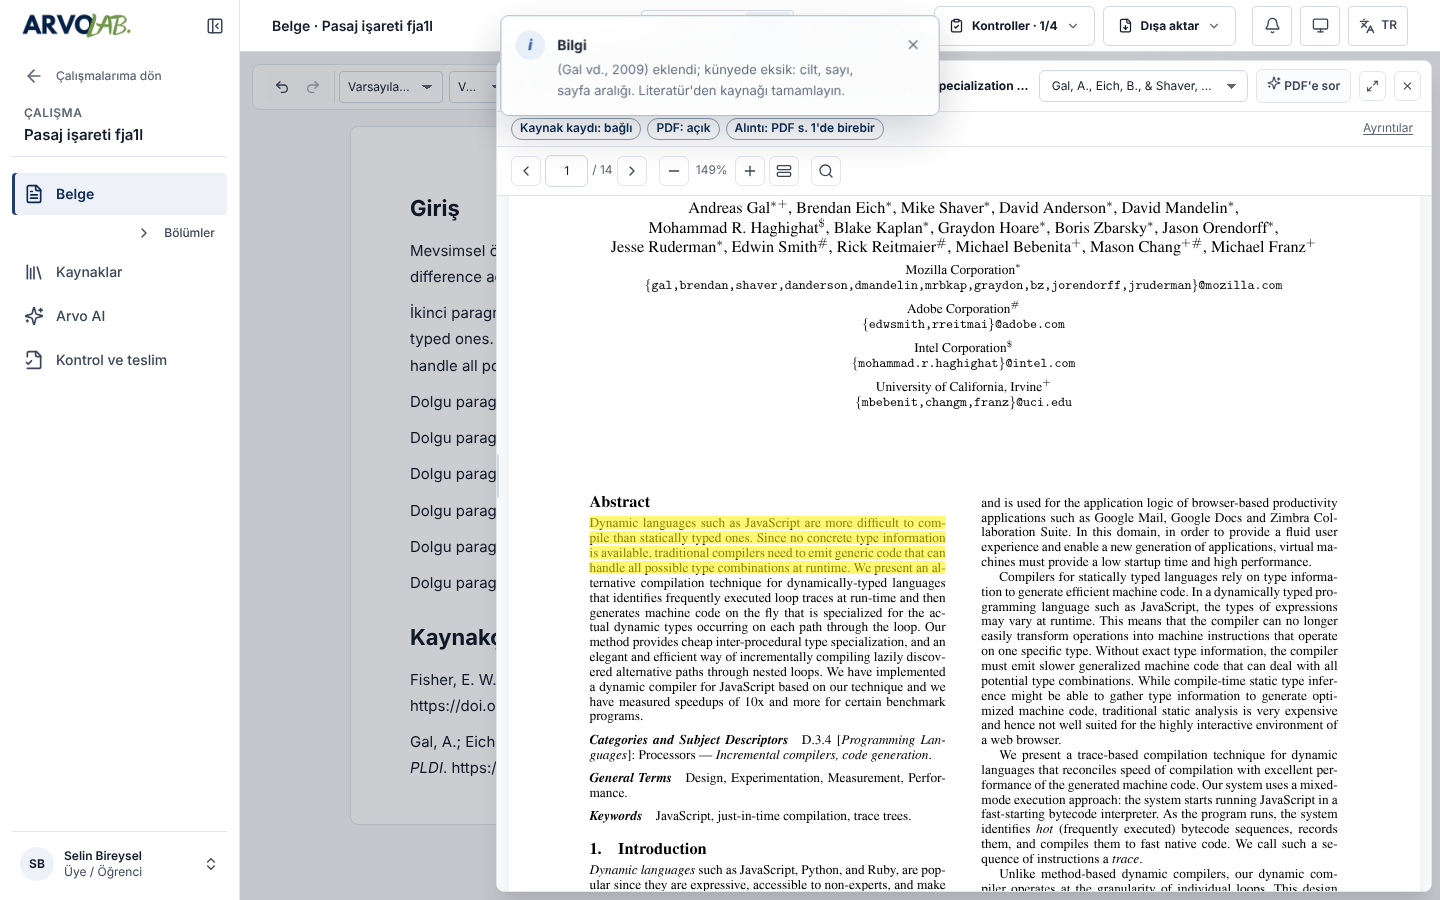 ARVOLAB.
Çalışmalarıma dön
ÇALIŞMA
Pasaj işareti fja1l
Belge
Bölümler
Kaynaklar
Arvo AI
Kontrol ve teslim
SB
Selin Bireysel
Üye / Öğrenci
Belge · Pasaj işareti fja1l
Kontroller · 1/4
Dışa aktar
TR
Varsayıla...
V...
i
Bilgi
(Gal vd., 2009) eklendi; künyede eksik: cilt, sayı,
sayfa aralığı. Literatür'den kaynağı tamamlayın.
pecialization ...
Gal, A., Eich, B., & Shaver, ...
PDF'e sor
Kaynak kaydı: bağlı
PDF: açık
Alıntı: PDF s. 1'de birebir
Ayrıntılar
1 / 14
149%
Giriş
Mevsimsel
difference
İkinci paragr
typed ones.
handle all
Dolgu parag
Dolgu parag
Dolgu parag
Dolgu parag
Dolgu parag
Dolgu parag
Kaynak
Fisher, E. W.
https://doi.o
Gal, A.; Eich
PLDI. https:/
Andreas Gal*+, Brendan Eich*, Mike Shaver*, David Anderson*, David Mandelin*,
Mohammad R. Haghighat$, Blake Kaplan*, Graydon Hoare*, Boris Zbarsky*, Jason Orendorff*,
Jesse Ruderman*, Edwin Smith#, Rick Reitmaier#, Michael Bebenita+, Mason Chang+#, Michael Franz+
Mozilla Corporation*
{gal,brendan,shaver,danderson,dmandelin,mrbkap,graydon,bz,jorendorff,jruderman}@mozilla.com
Adobe Corporation#
{edwsmith,rreitmai}@adobe.com
Intel Corporation$
{mohammad.r.haghighat}@intel.com
University of California, Irvine+
{mbebenit,changm,franz}@uci.edu
Abstract
Dynamic languages such as JavaScript are more difficult to com-
pile than statically typed ones. Since no concrete type information
is available, traditional compilers need to emit generic code that can
handle all possible type combinations at runtime. We present an al-
ternative compilation technique for dynamically-typed languages
that identifies frequently executed loop traces at run-time and then
generates machine code on the fly that is specialized for the ac-
tual dynamic types occurring on each path through the loop. Our
method provides cheap inter-procedural type specialization, and an
elegant and efficient way of incrementally compiling lazily discov-
ered alternative paths through nested loops. We have implemented
a dynamic compiler for JavaScript based on our technique and we
have measured speedups of 10x and more for certain benchmark
programs.
Categories and Subject Descriptors D.3.4 [Programming Lan-
guages]: Processors — Incremental compilers, code generation.
General Terms Design, Experimentation, Measurement, Perfor-
mance.
Keywords JavaScript, just-in-time compilation, trace trees.
1. Introduction
Dynamic languages such as JavaScript, Python, and Ruby, are pop-
ular since they are expressive, accessible to non-experts, and make
and is used for the application logic of browser-based productivity
applications such as Google Mail, Google Docs and Zimbra Col-
laboration Suite. In this domain, in order to provide a fluid user
experience and enable a new generation of applications, virtual ma-
chines must provide a low startup time and high performance.
Compilers for statically typed languages rely on type informa-
tion to generate efficient machine code. In a dynamically typed pro-
gramming language such as JavaScript, the types of expressions
may vary at runtime. This means that the compiler can no longer
easily transform operations into machine instructions that operate
on one specific type. Without exact type information, the compiler
must emit slower generalized machine code that can deal with all
potential type combinations. While compile-time static type infer-
ence might be able to gather type information to generate opti-
mized machine code, traditional static analysis is very expensive
and hence not well suited for the highly interactive environment of
a web browser.
We present a trace-based compilation technique for dynamic
languages that reconciles speed of compilation with excellent per-
formance of the generated machine code. Our system uses a mixed-
mode execution approach: the system starts running JavaScript in a
fast-starting bytecode interpreter. As the program runs, the system
identifies hot (frequently executed) bytecode sequences, records
them, and compiles them to fast native code. We call such a se-
quence of instructions a trace.
Unlike method-based dynamic compilers, our dynamic com-
piler operates at the granularity of individual loops. This design